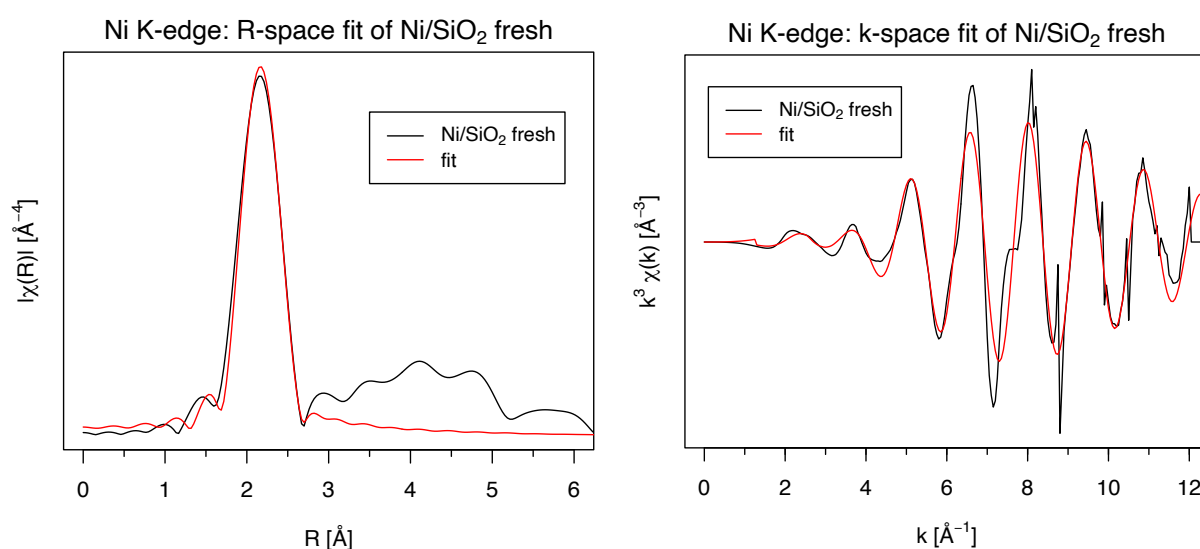 Ni K-edge: R-space fit of Ni/SiO₂ fresh
Ni/SiO₂ fresh
fit
|χ(R)| [Å⁻⁴]
0 1 2 3 4 5 6
R [Å]
Ni K-edge: k-space fit of Ni/SiO₂ fresh
Ni/SiO₂ fresh
fit
k³ χ(k) [Å⁻³]
0 2 4 6 8 10 12
k [Å⁻¹]